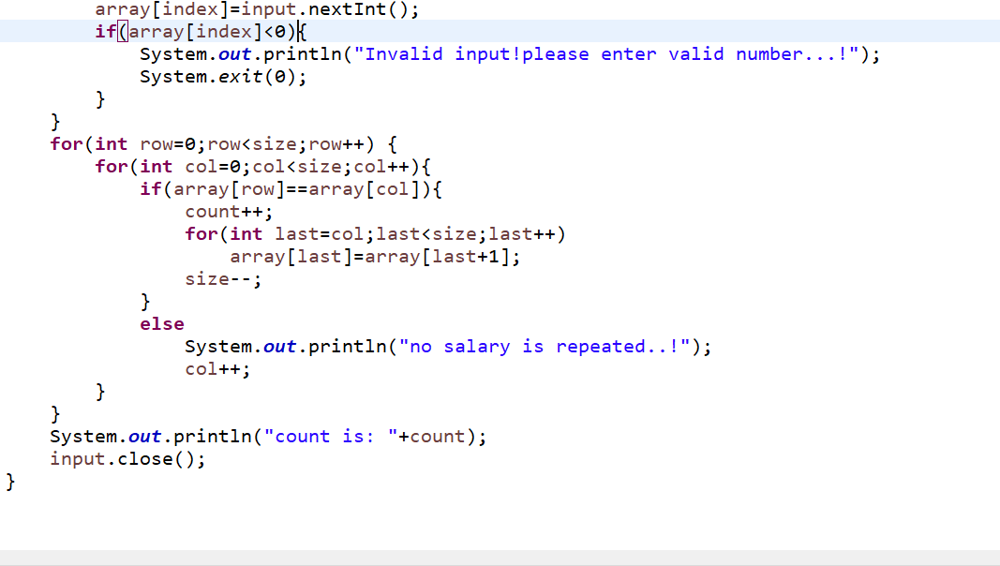 array[index]=input.nextInt();
if(array[index]<0){
System.out.println("Invalid input!please enter valid number...!");
System.exit(0);
}
}
for(int row=0;row<size;row++) {
for(int col=0;col<size;col++){
if(array[row]==array[col]){
count++;
for(int last=col;last<size;last++)
array[last]=array[last+1];
size--;
}
else
System.out.println("no salary is repeated..!");
col++;
}
}
System.out.println("count is: "+count);
input.close();
}